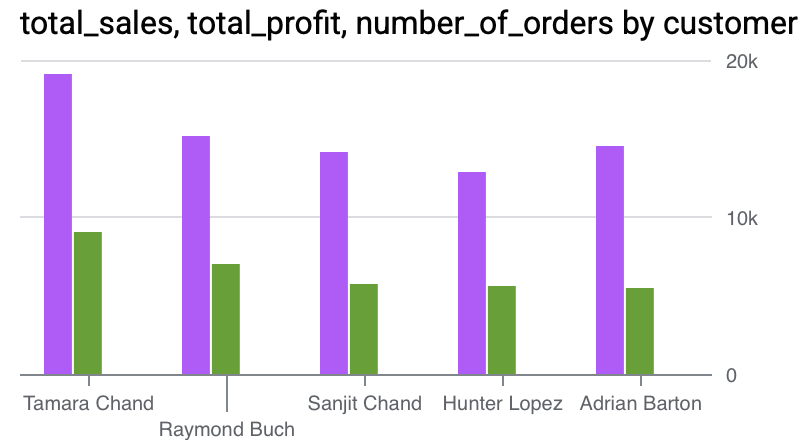 total_sales, total_profit, number_of_orders by customer
20k
10k
0
Tamara Chand
Raymond Buch
Sanjit Chand
Hunter Lopez
Adrian Barton